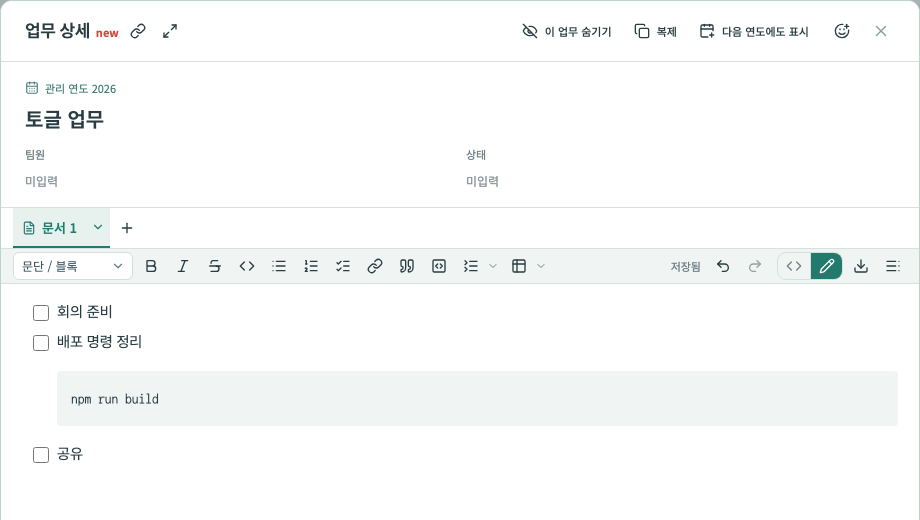 업무 상세 new
이 업무 숨기기
복제
다음 연도에도 표시
관리 연도 2026
토글 업무
팀원
상태
미입력
미입력
문서 1
문단 / 블록
저장됨
회의 준비
배포 명령 정리
npm run build
공유